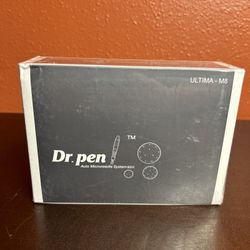 ULTIMA - M8
Dr. pen
TM
Auto Microneedle System